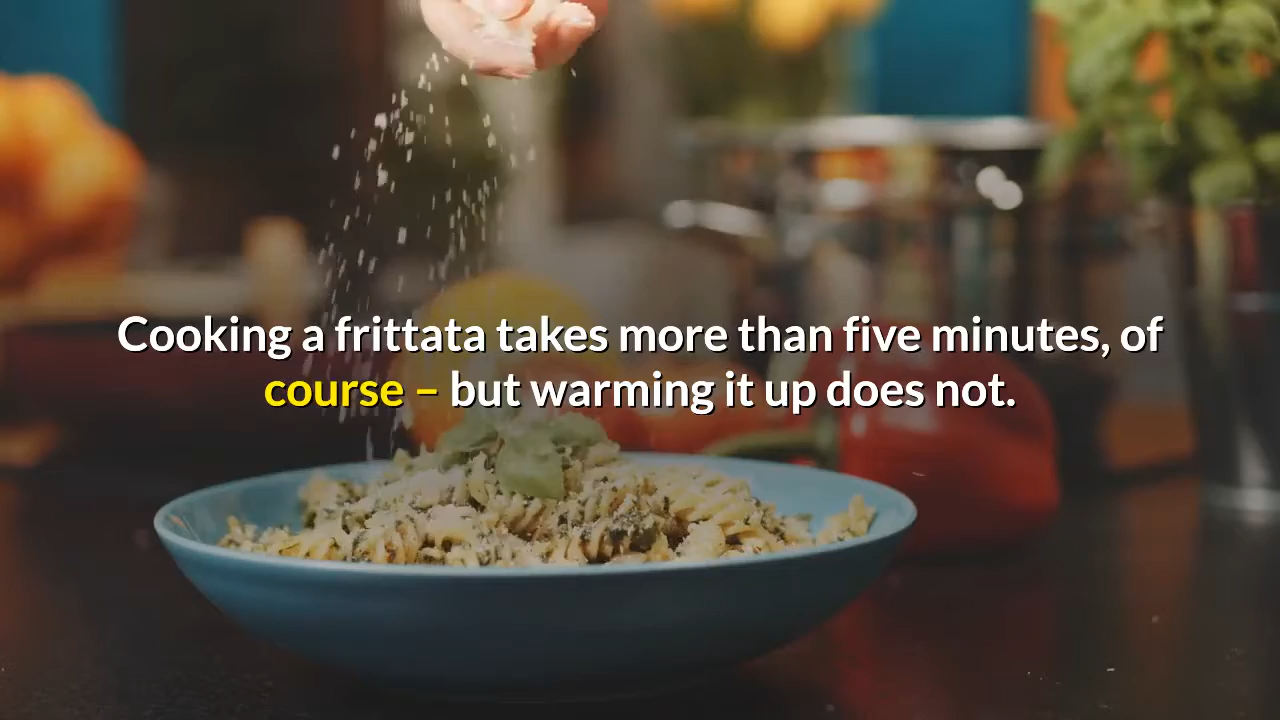 Cooking a frittata takes more than five minutes, of
course – but warming it up does not.